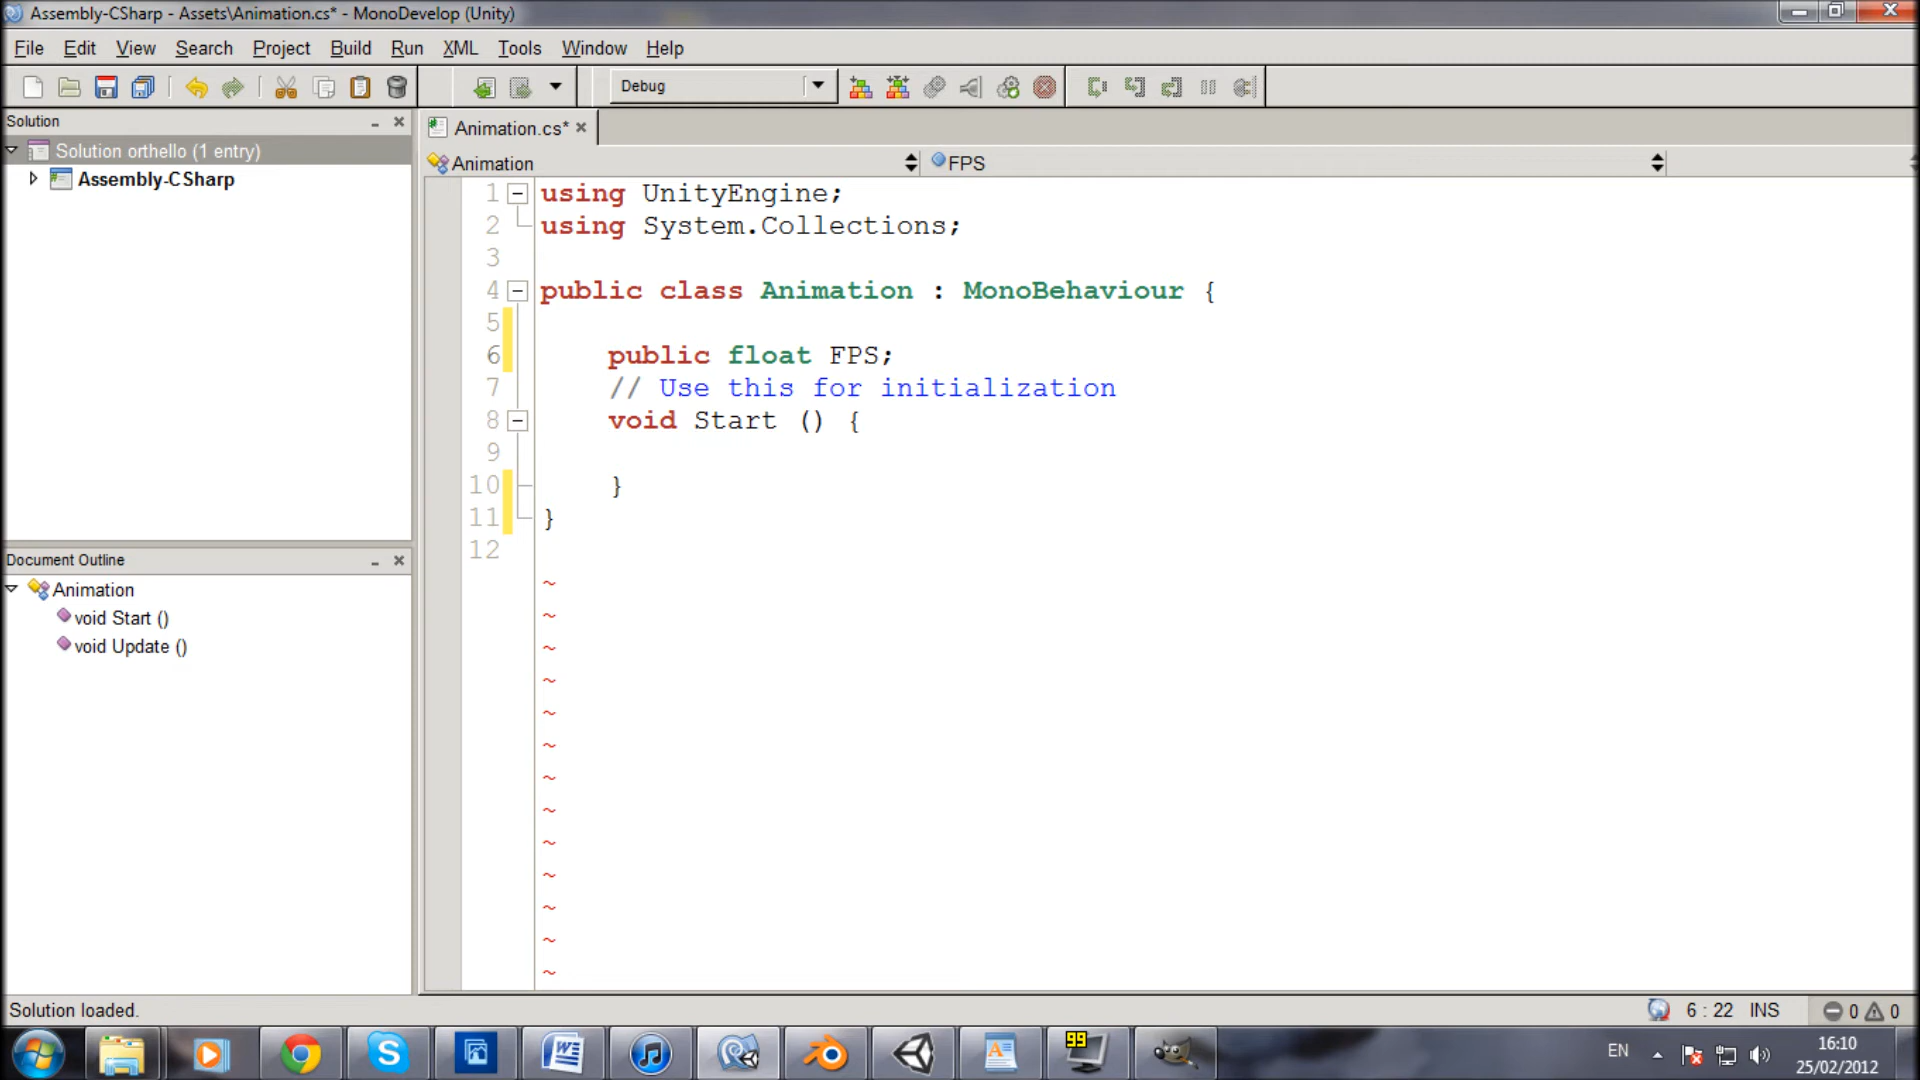 Assembly-CSharp - Assets\Animation.cs* - MonoDevelop (Unity)
File Edit View Search Project Build Run XML Tools Window Help
Debug
Solution
Animation.cs*
Solution orthello (1 entry)
Animation FPS
Assembly-CSharp
1 using UnityEngine;
2 using System.Collections;
3
4 public class Animation : MonoBehaviour {
5
6 public float FPS;
7 // Use this for initialization
8 void Start () {
9
10 }
11 }
12
~
~
~
~
~
~
~
~
~
~
~
~
~
Document Outline
Animation
void Start ()
void Update ()
Solution loaded.
6 : 22 INS 0 0
99
EN
16:10
25/02/2012